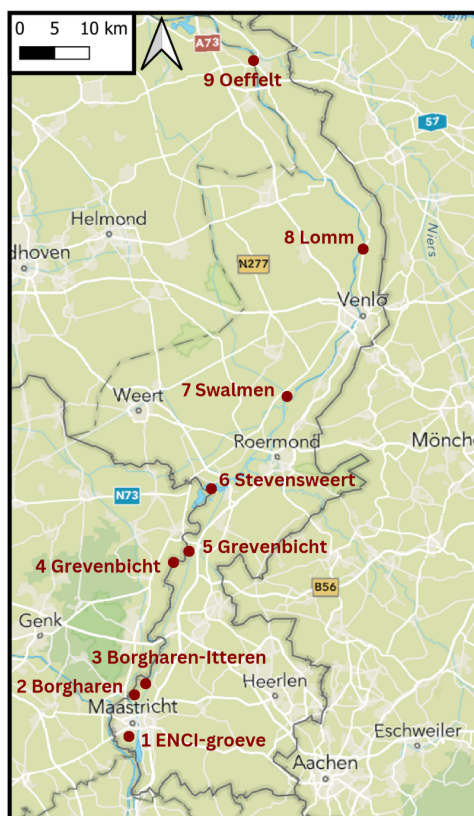 0 5 10 km
A73
9 Oeffelt
57
Helmond
Niers
8 Lomm
dhoven
N277
Venlo
7 Swalmen
Weert
Roermond
Mönch
6 Stevensweert
N73
5 Grevenbicht
4 Grevenbicht
B56
Genk
3 Borgharen-Itteren
Heerlen
2 Borgharen
Maastricht
1 ENCI-groeve
Eschweiler
Aachen